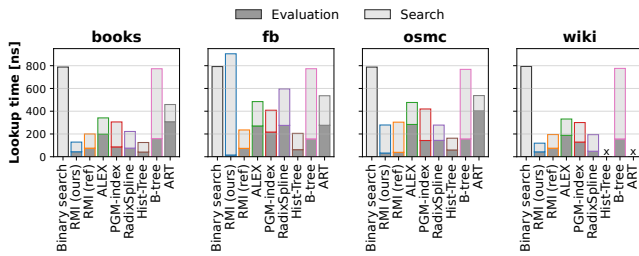 Evaluation Search
books fb osmc wiki
Lookup time [ns]
800
600
400
200
0
x x
Binary search
RMI (ours)
RMI (ref)
ALEX
PGM-index
RadixSpline
Hist-Tree
B-tree
ART
Binary search
RMI (ours)
RMI (ref)
ALEX
PGM-index
RadixSpline
Hist-Tree
B-tree
ART
Binary search
RMI (ours)
RMI (ref)
ALEX
PGM-index
RadixSpline
Hist-Tree
B-tree
ART
Binary search
RMI (ours)
RMI (ref)
ALEX
PGM-index
RadixSpline
Hist-Tree
B-tree
ART